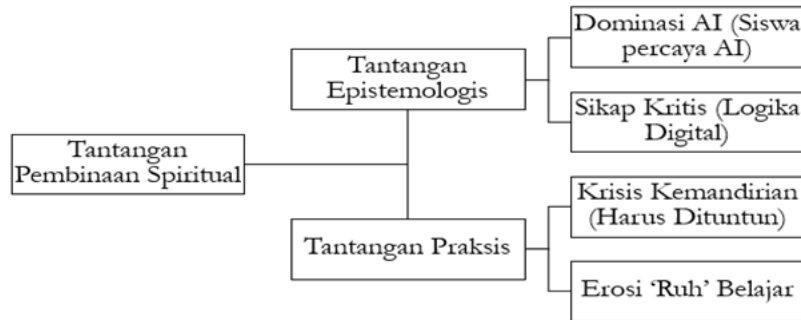 Tantangan
Pembinaan Spiritual
Tantangan
Epistemologis
Dominasi AI (Siswa
percaya AI)
Sikap Kritis (Logika
Digital)
Tantangan Praksis
Krisis Kemandirian
(Harus Dituntun)
Erosi ‘Ruh’ Belajar